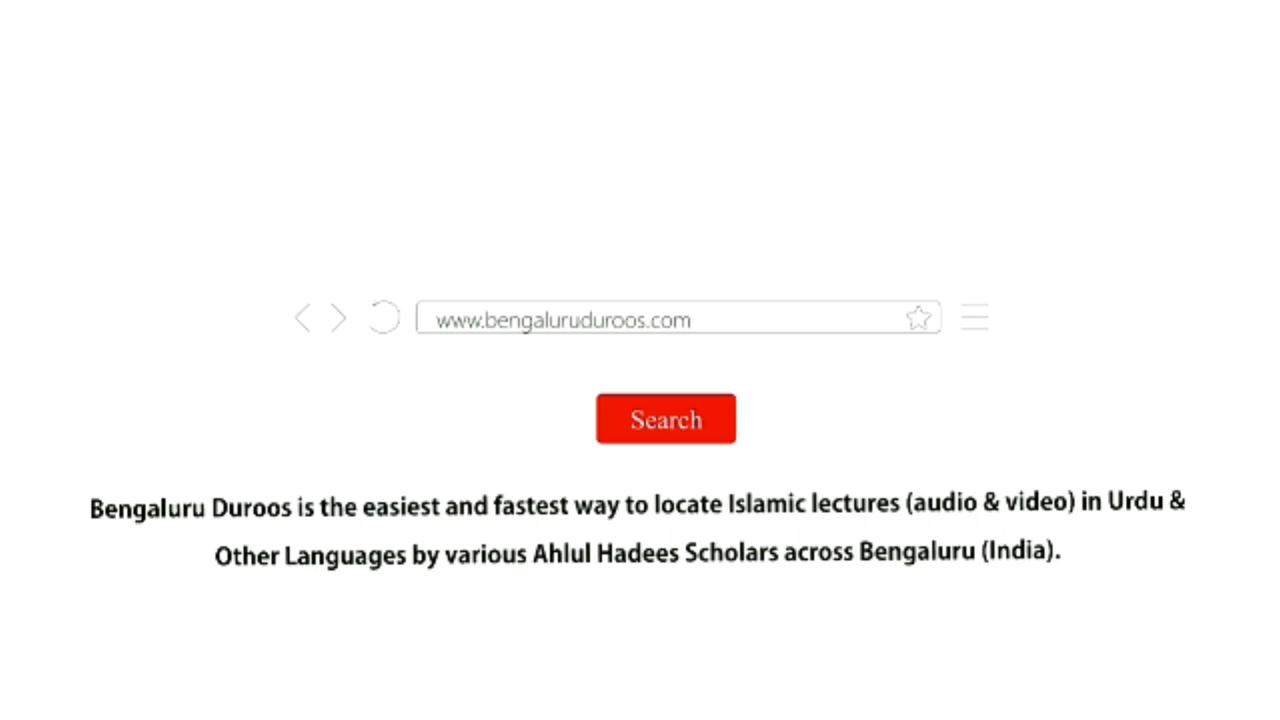 www.bengaluruduroos.com
Search
Bengaluru Duroos is the easiest and fastest way to locate Islamic lectures (audio & video) in Urdu &
Other Languages by various Ahlul Hadees Scholars across Bengaluru (India).